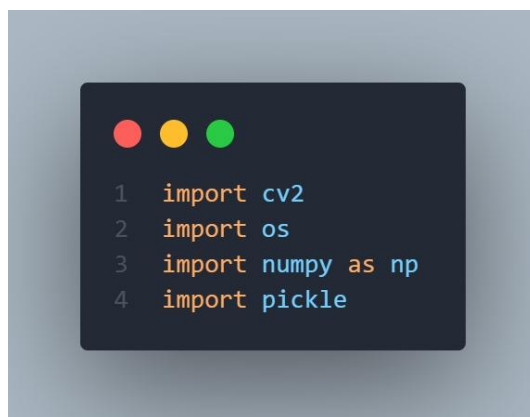 1 import cv2
2 import os
3 import numpy as np
4 import pickle